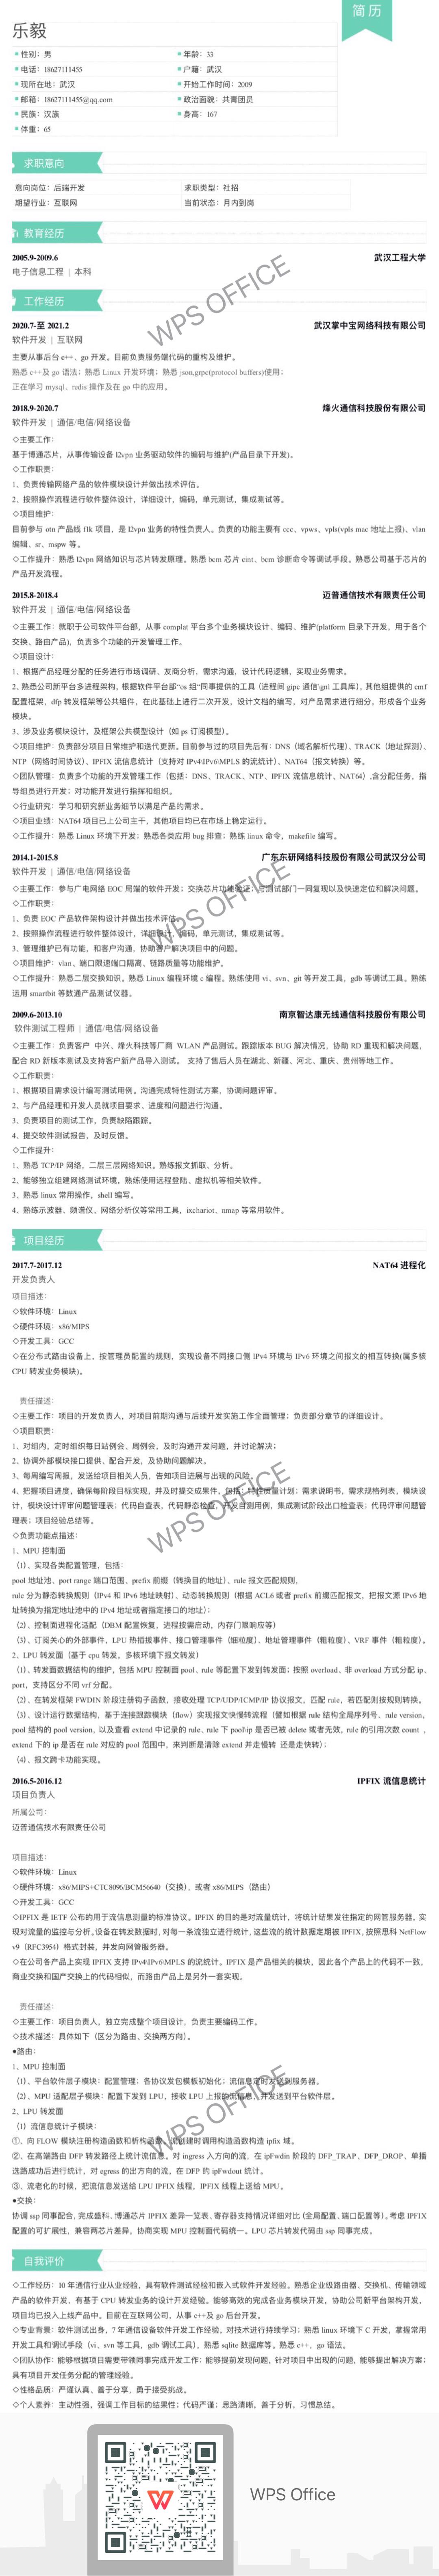 简 历
乐毅
性别：男
年龄：33
电话：18627111455
户籍：武汉
现所在地：武汉
开始工作时间：2009
邮箱：18627111455@qq.com
政治面貌：共青团员
民族：汉族
身高：167
体重：65
求职意向
意向岗位：后端开发
求职类型：社招
期望行业：互联网
当前状态：月内到岗
教育经历
2005.9-2009.6
武汉工程大学
电子信息工程 | 本科
工作经历
2020.7-至 2021.2
武汉掌中宝网络科技有限公司
软件开发 | 互联网
主要从事后台 c++、go 开发。目前负责服务端代码的重构及维护。
熟悉 c++及 go 语法；熟悉 Linux 开发环境；熟悉 json,grpc(protocol buffers)使用；
正在学习 mysql、redis 操作及在 go 中的应用。
2018.9-2020.7
烽火通信科技股份有限公司
软件开发 | 通信/电信/网络设备
◇主要工作：
基于博通芯片，从事传输设备 l2vpn 业务驱动软件的编码与维护(产品目录下开发)。
◇工作职责：
1、负责传输网络产品的软件模块设计并做出技术评估。
2、按照操作流程进行软件整体设计，详细设计，编码，单元测试，集成测试等。
◇项目维护：
目前参与 otn 产品线 f1k 项目，是 l2vpn 业务的特性负责人。负责的功能主要有 ccc、vpws、vpls(vpls mac 地址上报)、vlan
编辑、sr、mspw 等。
◇工作提升：熟悉 l2vpn 网络知识与芯片转发原理。熟悉 bcm 芯片 cint、bcm 诊断命令等调试手段。熟悉公司基于芯片的
产品开发流程。
2015.8-2018.4
迈普通信技术有限责任公司
软件开发 | 通信/电信/网络设备
◇主要工作：就职于公司软件平台部，从事 complat 平台多个业务模块设计、编码、维护(platform 目录下开发，用于各个
交换、路由产品)，负责多个功能的开发管理工作。
◇项目设计：
1、根据产品经理分配的任务进行市场调研、友商分析，需求沟通，设计代码逻辑，实现业务需求。
2、熟悉公司新平台多进程架构，根据软件平台部“os 组”同事提供的工具（进程间 gipc 通信\gnl 工具库），其他组提供的 cmf
配置框架，dfp 转发框架等公共组件，在此基础上进行二次开发，设计文档的编写，对产品需求进行细分，形成各个业务
模块。
3、涉及业务模块设计，及框架公共模型设计（如 ps 订阅模型）。
◇项目维护：负责部分项目日常维护和迭代更新。目前参与过的项目先后有：DNS（域名解析代理）、TRACK（地址探测）、
NTP（网络时间协议）、IPFIX 流信息统计（支持对 IPv4\IPv6\MPLS 的流统计）、NAT64（报文转换）等。
◇团队管理：负责多个功能的开发管理工作（包括：DNS、TRACK、NTP、IPFIX 流信息统计、NAT64）,含分配任务、指
导组员进行开发；对功能开发进行指挥和组织。
◇行业研究：学习和研究新业务细节以满足产品的需求。
◇项目业绩：NAT64 项目已上公司主干，其他项目均已在市场上稳定运行。
◇工作提升：熟悉 Linux 环境下开发；熟悉各类应用 bug 排查；熟练 linux 命令，makefile 编写。
2014.1-2015.8
广东东研网络科技股份有限公司武汉分公司
软件开发 | 通信/电信/网络设备
◇主要工作：参与广电网络 EOC 局端的软件开发；交换芯片功能验证；与测试部门一同复现以及快速定位和解决问题。
◇工作职责：
1、负责 EOC 产品软件架构设计并做出技术评估。
2、按照操作流程进行软件整体设计，详细设计，编码，单元测试，集成测试等。
3、管理维护已有功能，和客户沟通，协助客户解决项目中的问题。
◇项目维护：vlan、端口限速端口隔离、链路质量等功能维护。
◇工作提升：熟悉二层交换知识。熟悉 Linux 编程环境 c 编程。熟练使用 vi、svn、git 等开发工具，gdb 等调试工具。熟练
运用 smartbit 等数通产品测试仪器。
2009.6-2013.10
南京智达康无线通信科技股份有限公司
软件测试工程师 | 通信/电信/网络设备
◇主要工作：负责客户 中兴、烽火科技等厂商 WLAN 产品测试。跟踪版本 BUG 解决情况，协助 RD 重现和解决问题，
配合 RD 新版本测试及支持客户新产品导入测试。 支持了售后人员在湖北、新疆、河北、重庆、贵州等地工作。
◇工作职责：
1、根据项目需求设计编写测试用例。沟通完成特性测试方案，协调问题评审。
2、与产品经理和开发人员就项目要求、进度和问题进行沟通。
3、负责项目的测试工作，负责缺陷跟踪。
4、提交软件测试报告，及时反馈。
◇工作提升：
1、熟悉 TCP/IP 网络，二层三层网络知识。熟练报文抓取、分析。
2、能够独立组建网络测试环境、熟练使用远程登陆、虚拟机等相关软件。
3、熟悉 linux 常用操作，shell 编写。
4、熟练示波器、频谱仪、网络分析仪等常用工具，ixchariot、nmap 等常用软件。
项目经历
2017.7-2017.12
NAT64 进程化
开发负责人
项目描述：
◇软件环境：Linux
◇硬件环境：x86/MIPS
◇开发工具：GCC
◇在分布式路由设备上，按管理员配置的规则，实现设备不同接口侧 IPv4 环境与 IPv6 环境之间报文的相互转换(属多核
CPU 转发业务模块)。
责任描述：
◇主要工作：项目的开发负责人，对项目前期沟通与后续开发实施工作全面管理；负责部分章节的详细设计。
◇项目职责：
1、对组内，定时组织每日站例会、周例会，及时沟通开发问题，并讨论解决；
2、协调外部模块接口提供、配合开发，及协助问题解决。
3、每周编写周报，发送给项目相关人员，告知项目进展与出现的风险。
4、把握项目进度，确保每阶段目标实现，并及时提交成果件，包括：特性质量计划；需求说明书，需求规格列表，模块设
计，模块设计评审问题管理表；代码自查表，代码静态检查，开发自测用例，集成测试阶段出口检查表；代码评审问题管
理表；项目经验总结等。
◇负责功能点描述：
1、MPU 控制面
（1）、实现各类配置管理，包括：
pool 地址池、port range 端口范围、prefix 前缀（转换目的地址）、rule 报文匹配规则，
rule 分为静态转换规则（IPv4 和 IPv6 地址映射）、动态转换规则（根据 ACL6 或者 prefix 前缀匹配报文，把报文源 IPv6 地
址转换为指定地址池中的 IPv4 地址或者指定接口的地址）；
（2）、控制面进程化适配（DBM 配置恢复，进程按需启动，内存门限响应等）
（3）、订阅关心的外部事件，LPU 热插拔事件、接口管理事件（细粒度）、地址管理事件（粗粒度）、VRF 事件（粗粒度）。
2、LPU 转发面（基于 cpu 转发，多核环境下报文转发）
（1）、转发面数据结构的维护，包括 MPU 控制面 pool、rule 等配置下发到转发面；按照 overload、非 overload 方式分配 ip、
port，支持区分不同 vrf 分配。
（2）、在转发框架 FWDIN 阶段注册钩子函数，接收处理 TCP/UDP/ICMP/IP 协议报文，匹配 rule，若匹配则按规则转换。
（3）、设计运行数据结构，基于连接跟踪模块（flow）实现报文快慢转流程（譬如根据 rule 结构全局序列号、rule version，
pool 结构的 pool version，以及查看 extend 中记录的 rule、rule 下 pool\ip 是否已被 delete 或者无效，rule 的引用次数 count ，
extend 下的 ip 是否在 rule 对应的 pool 范围中，来判断是清除 extend 并走慢转 还是走快转）；
（4）、报文跨卡功能实现。
2016.5-2016.12
IPFIX 流信息统计
项目负责人
所属公司：
迈普通信技术有限责任公司
项目描述：
◇软件环境：Linux
◇硬件环境：x86/MIPS+CTC8096/BCM56640（交换），或者 x86/MIPS（路由）
◇开发工具：GCC
◇IPFIX 是 IETF 公布的用于流信息测量的标准协议。IPFIX 的目的是对流量统计，将统计结果发往指定的网管服务器，实
现对流量的监控与分析。设备在转发数据时，对每一条流独立进行统计，这些流的统计数据定期被 IPFIX，按照思科 NetFlow
v9（RFC3954）格式封装，并发向网管服务器。
◇在公司各产品上实现 IPFIX 支持 IPv4\IPv6\MPLS 的流统计。IPFIX 是产品相关的模块，因此各个产品上的代码不一致，
商业交换和国产交换上的代码相似，而路由产品上是另外一套实现。
责任描述：
◇主要工作：项目负责人，独立完成整个项目设计，负责主要编码工作。
◇技术描述：具体如下（区分为路由、交换两方向）。
●路由：
1、MPU 控制面
（1）、平台软件层子模块：配置管理；各协议发包模板初始化；流信息定时发送到服务器。
（2）、MPU 适配层子模块：配置下发到 LPU，接收 LPU 上报的流信息，并发送到平台软件层。
2、LPU 转发面
（1）流信息统计子模块：
①、向 FLOW 模块注册构造函数和析构函数，流创建时调用构造函数构造 ipfix 域。
②、在高端路由 DFP 转发路径上统计流信息。对 ingress 入方向的流，在 ipFwdin 阶段的 DFP_TRAP、DFP_DROP、单播
选路成功后进行统计，对 egress 的出方向的流，在 DFP 的 ipFwdout 统计。
③、流老化的时候，把流信息发送给 LPU IPFIX 线程，IPFIX 线程上送给 MPU。
●交换：
协调 ssp 同事配合，完成盛科、博通芯片 IPFIX 差异一览表、寄存器支持情况详细对比（全局配置、端口配置等）。考虑 IPFIX
配置的可扩展性，兼容两芯片差异，协商实现 MPU 控制面代码统一。LPU 芯片转发代码由 ssp 同事完成。
自我评价
◇工作经历：10 年通信行业从业经验，具有软件测试经验和嵌入式软件开发经验。熟悉企业级路由器、交换机、传输领域
产品的软件开发，有基于 CPU 转发业务的设计开发经验。能够高效的完成各业务模块开发，协助公司新平台架构开发，
项目均已投入上线产品中。目前在互联网公司，从事 c++及 go 后台开发。
◇专业背景：软件测试出身，7 年通信设备软件开发工作经验，对技术进行持续学习；熟悉 linux 环境下 C 开发，掌握常用
开发工具和调试手段（vi、svn 等工具，gdb 调试工具），熟悉 sqlite 数据库等。熟悉 c++，go 语法。
◇团队协作：能够根据项目需要带领同事完成开发工作；能够提前发现问题，针对项目中出现的问题，能够提出解决方案；
具有项目开发任务分配的管理经验。
◇性格品质：严谨认真、善于分享，勇于接受挑战。
◇个人素养：主动性强，强调工作目标的结果性；代码严谨；思路清晰，善于分析，习惯总结。
WPS OFFICE
WPS OFFICE
WPS OFFICE
WPS OFFICE
WPS Office